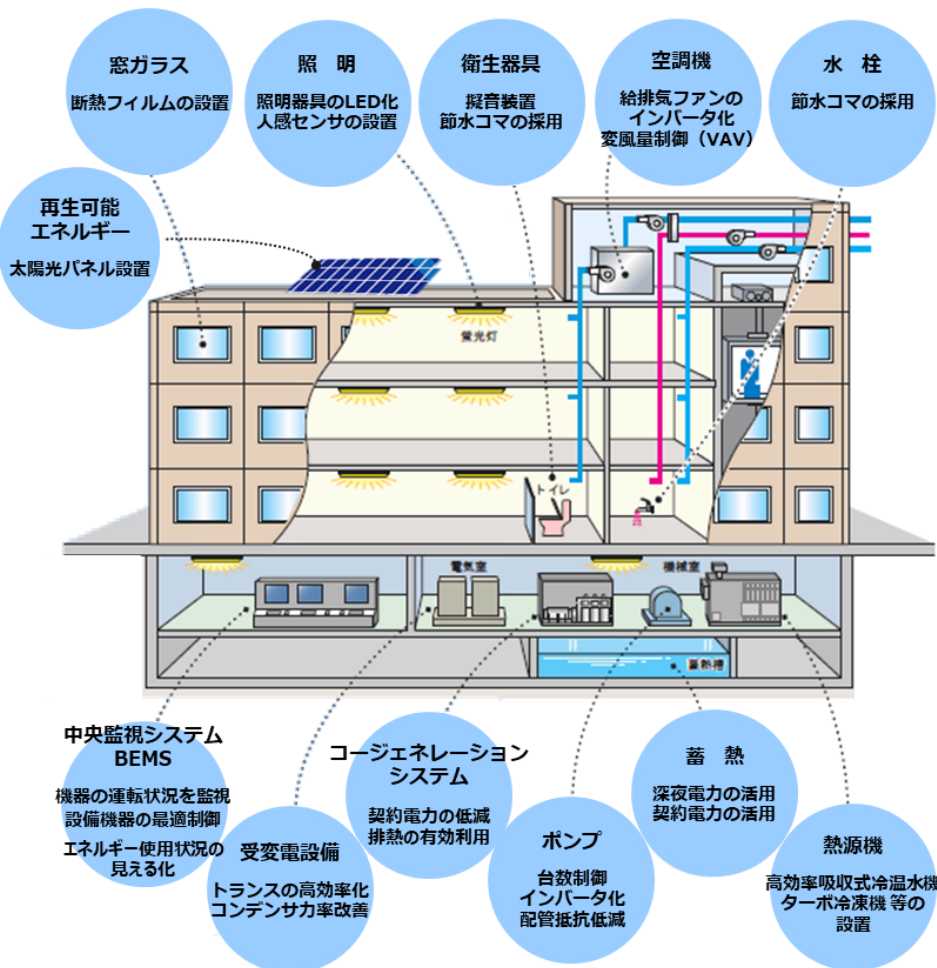 窓ガラス
断熱フィルムの設置
照　明
照明器具のLED化
人感センサの設置
衛生器具
擬音装置
節水コマの採用
空調機
給排気ファンの
インバータ化
変風量制御（VAV）
水　栓
節水コマの採用
再生可能
エネルギー
太陽光パネル設置
蛍光灯
トイレ
電気室
機械室
蓄熱槽
中央監視システム
BEMS
機器の運転状況を監視
設備機器の最適制御
エネルギー使用状況の
見える化
受変電設備
トランスの高効率化
コンデンサ力率改善
コージェネレーション
システム
契約電力の低減
排熱の有効利用
ポンプ
台数制御
インバータ化
配管抵抗低減
蓄　熱
深夜電力の活用
契約電力の活用
熱源機
高効率吸収式冷温水機
ターボ冷凍機 等の
設置